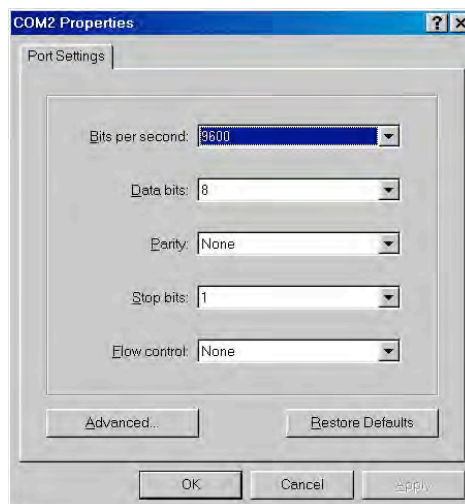 COM2 Properties
Port Settings
Bits per second: 9600
Data bits: 8
Parity: None
Stop bits: 1
Flow control: None
Advanced...
Restore Defaults
OK
Cancel
Apply